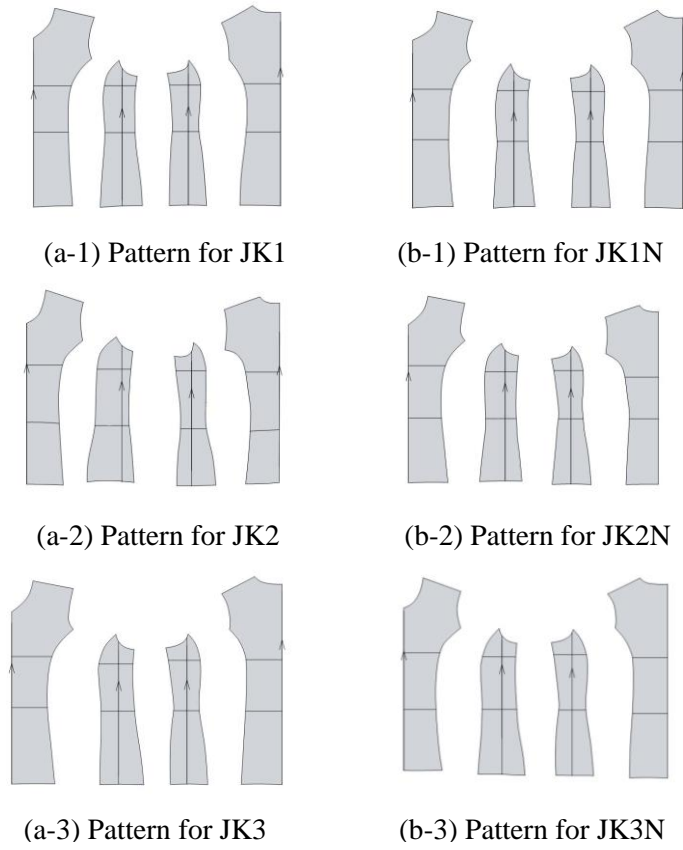 (a-1) Pattern for JK1
(b-1) Pattern for JK1N
(a-2) Pattern for JK2
(b-2) Pattern for JK2N
(a-3) Pattern for JK3
(b-3) Pattern for JK3N